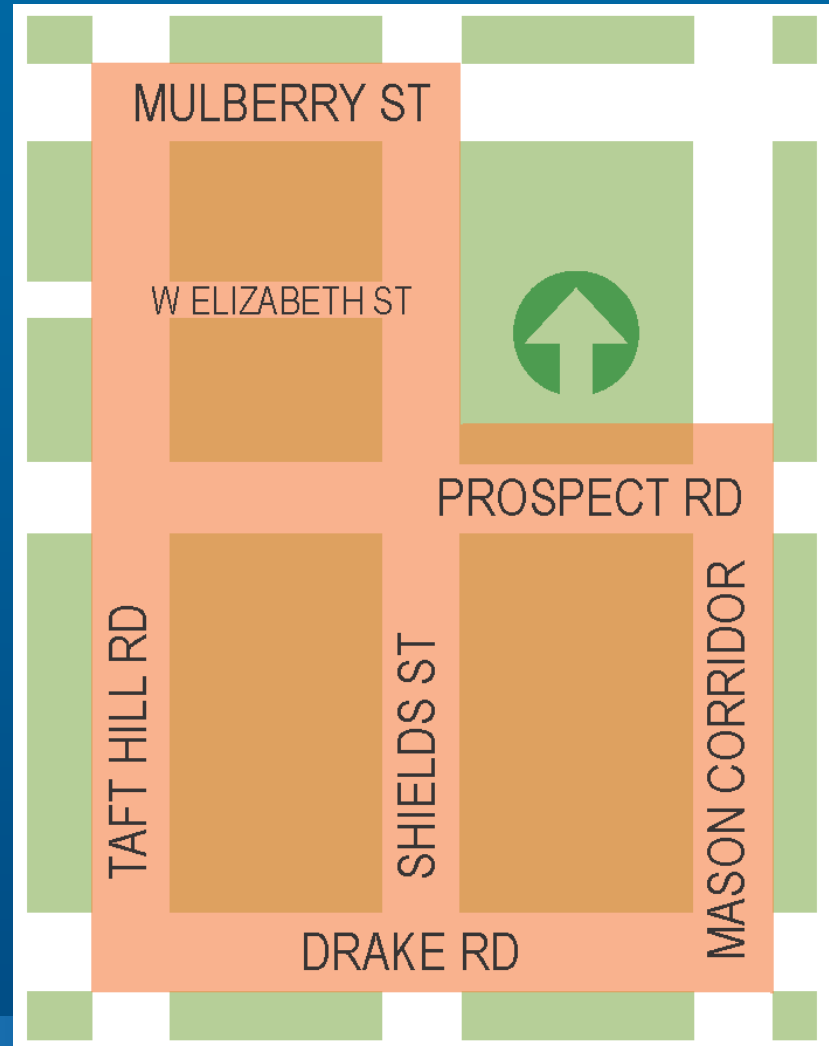 MULBERRY ST
W ELIZABETH ST
PROSPECT RD
TAFT HILL RD
SHIELDS ST
MASON CORRIDOR
DRAKE RD